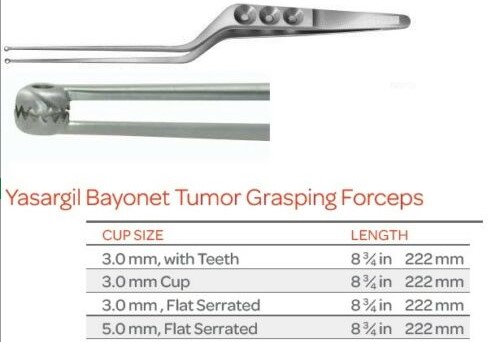 Yasargil Bayonet Tumor Grasping Forceps
CUP SIZE LENGTH
3.0 mm, with Teeth 8 ¾ in 222 mm
3.0 mm Cup 8 ¾ in 222 mm
3.0 mm , Flat Serrated 8 ¾ in 222 mm
5.0 mm, Flat Serrated 8 ¾ in 222 mm